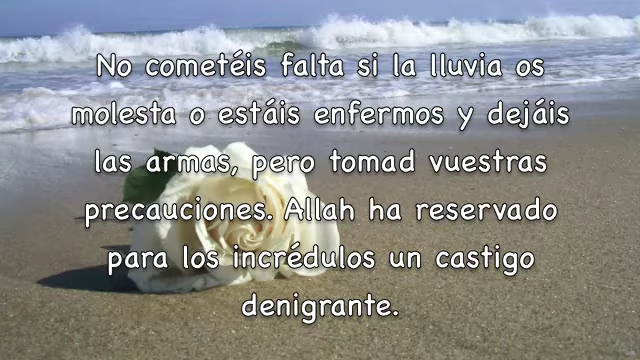 No cometéis falta si la lluvia os
molesta o estáis enfermos y dejáis
las armas, pero tomad vuestras
precauciones. Allah ha reservado
para los incrédulos un castigo
denigrante.